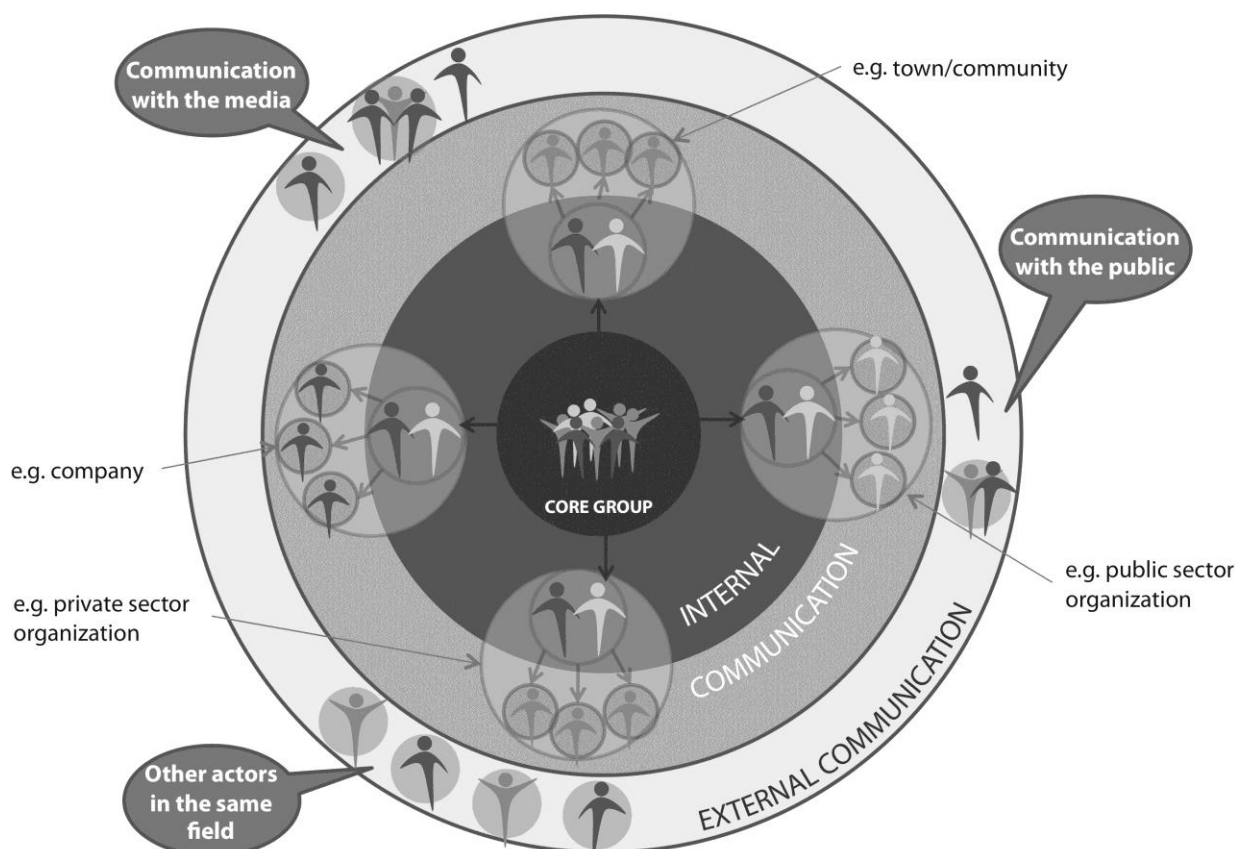 Communication
with the media
e.g. town/community
Communication
with the public
e.g. company
CORE GROUP
e.g. private sector
organization
INTERNAL
COMMUNICATION
e.g. public sector
organization
EXTERNAL COMMUNICATION
Other actors
in the same
field